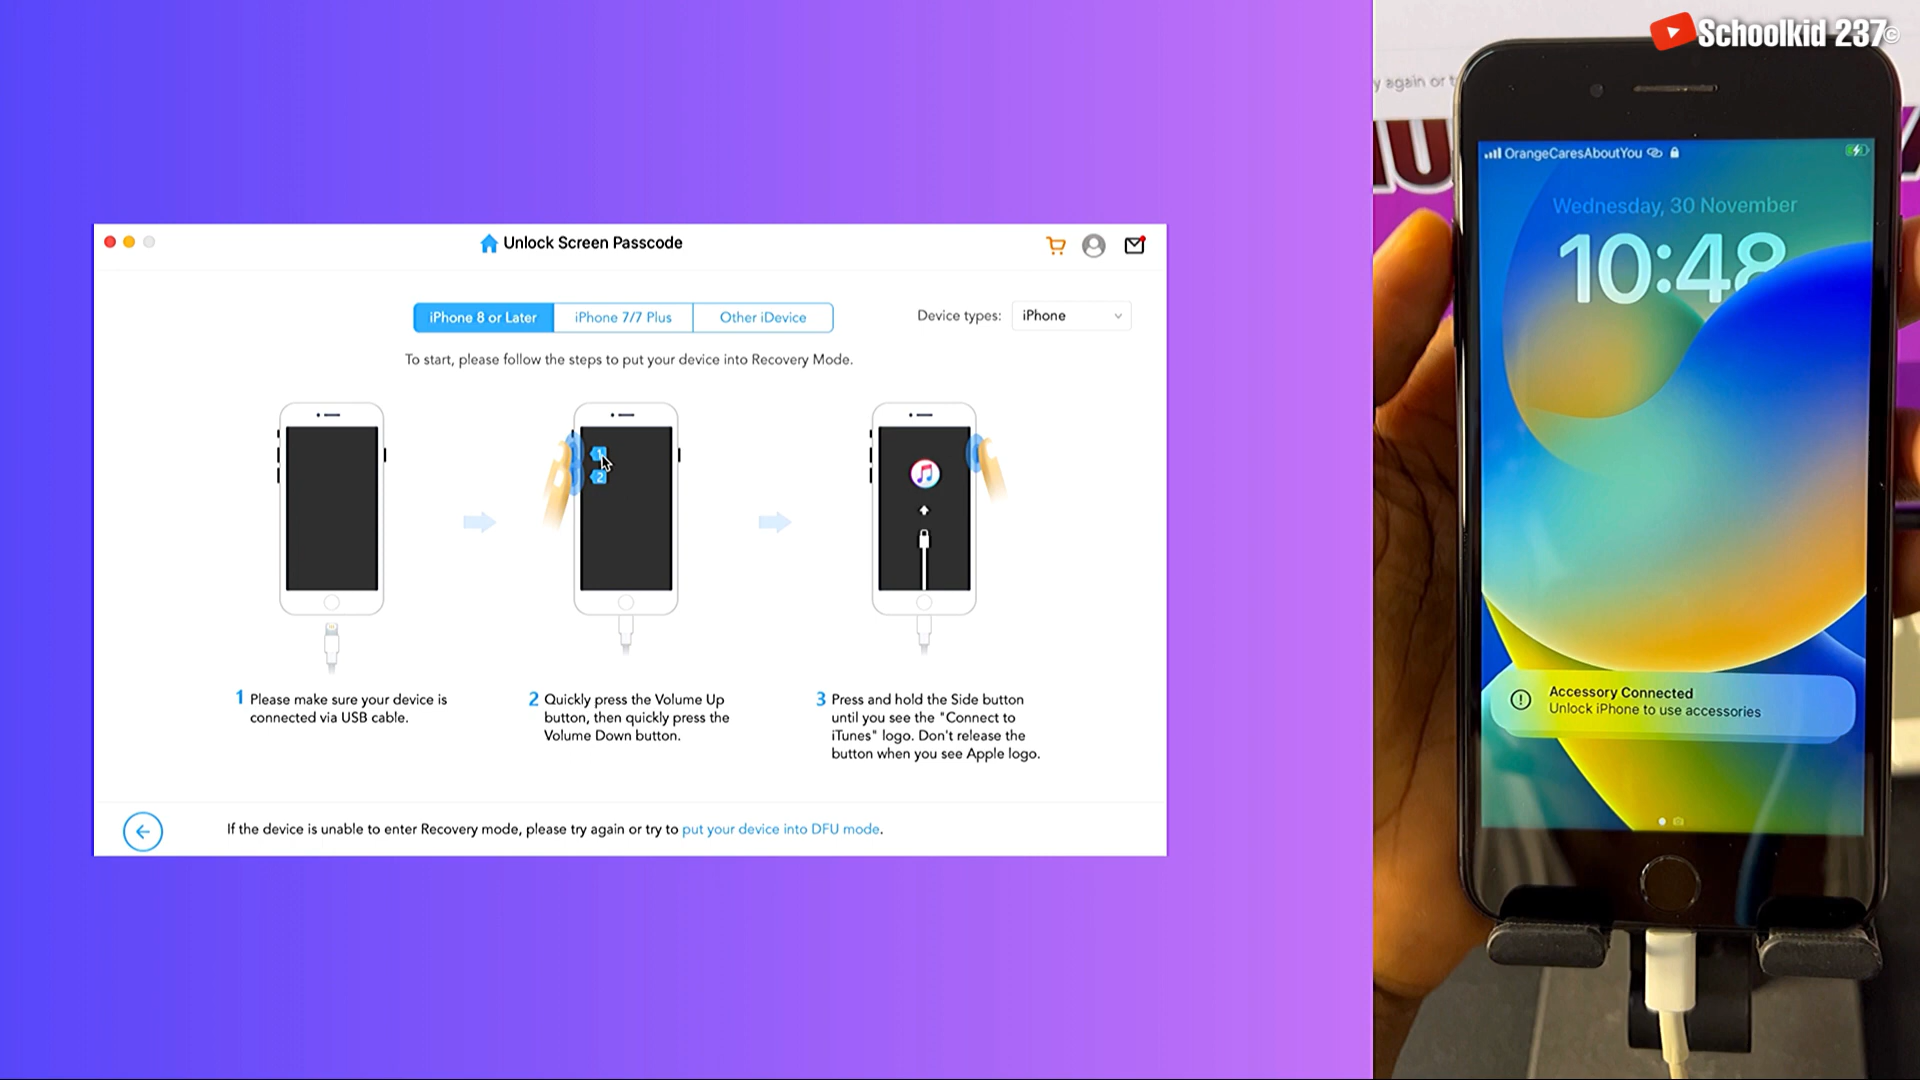 Unlock Screen Passcode
iPhone 8 or Later
iPhone 7/7 Plus
Other iDevice
Device types:
iPhone
To start, please follow the steps to put your device into Recovery Mode.
1
2
1 Please make sure your device is
connected via USB cable.
2 Quickly press the Volume Up
button, then quickly press the
Volume Down button.
3 Press and hold the Side button
until you see the "Connect to
iTunes" logo. Don't release the
button when you see Apple logo.
If the device is unable to enter Recovery mode, please try again or try to put your device into DFU mode.
Schoolkid 237©
y again or t
OrangeCaresAboutYou
Wednesday, 30 November
10:48
Accessory Connected
Unlock iPhone to use accessories